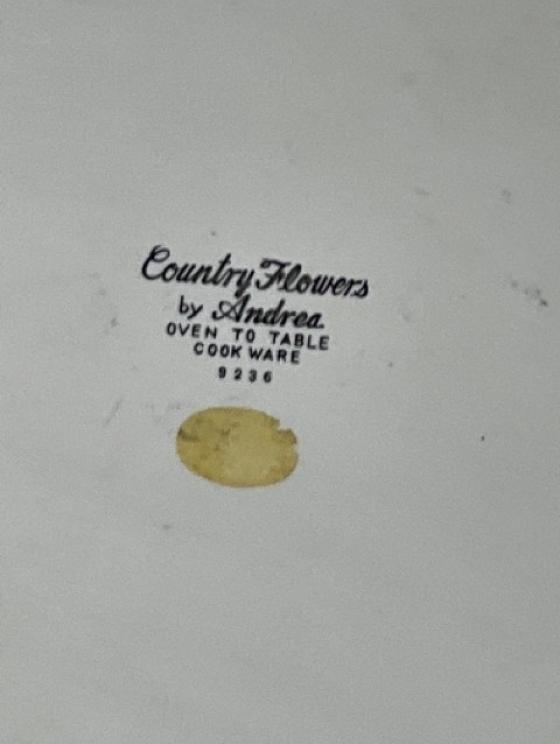 Country Flowers
by Andrea
OVEN TO TABLE
COOK WARE
9236